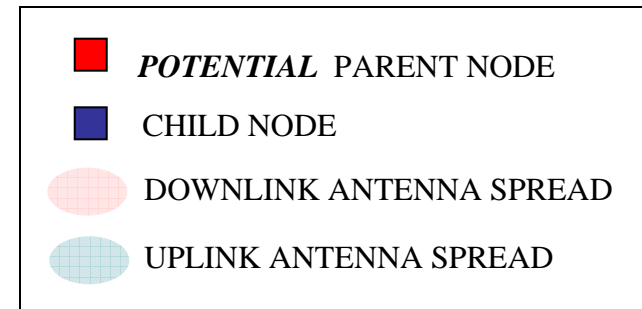 POTENTIAL PARENT NODE
CHILD NODE
DOWNLINK ANTENNA SPREAD
UPLINK ANTENNA SPREAD